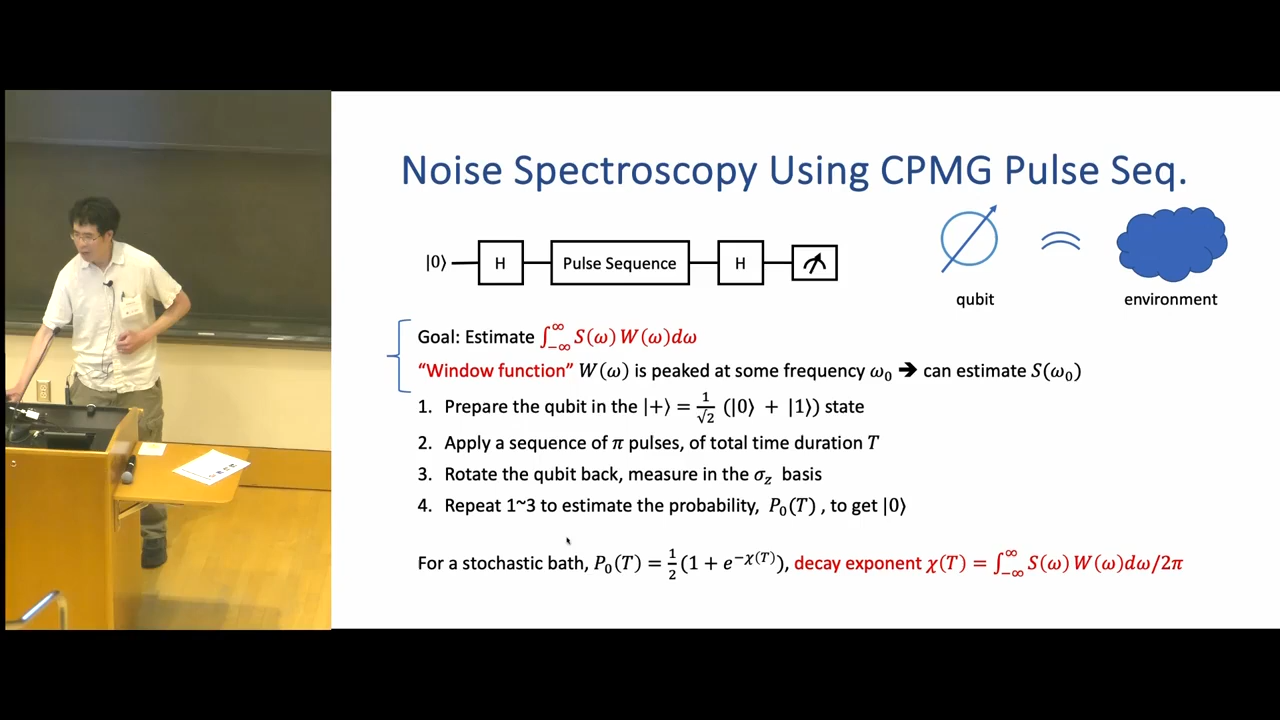 Noise Spectroscopy Using CPMG Pulse Seq.
|0⟩ H Pulse Sequence H
qubit environment
Goal: Estimate ∫_{−∞}^{∞} S(ω) W(ω)dω
“Window function” W(ω) is peaked at some frequency ω₀ ➔ can estimate S(ω₀)
1. Prepare the qubit in the |+⟩ = 1/√2 (|0⟩ + |1⟩) state
2. Apply a sequence of π pulses, of total time duration T
3. Rotate the qubit back, measure in the σ_z basis
4. Repeat 1~3 to estimate the probability, P₀(T) , to get |0⟩
For a stochastic bath, P₀(T) = 1/2 (1 + e^{−χ(T)}), decay exponent χ(T) = ∫_{−∞}^{∞} S(ω) W(ω)dω/2π